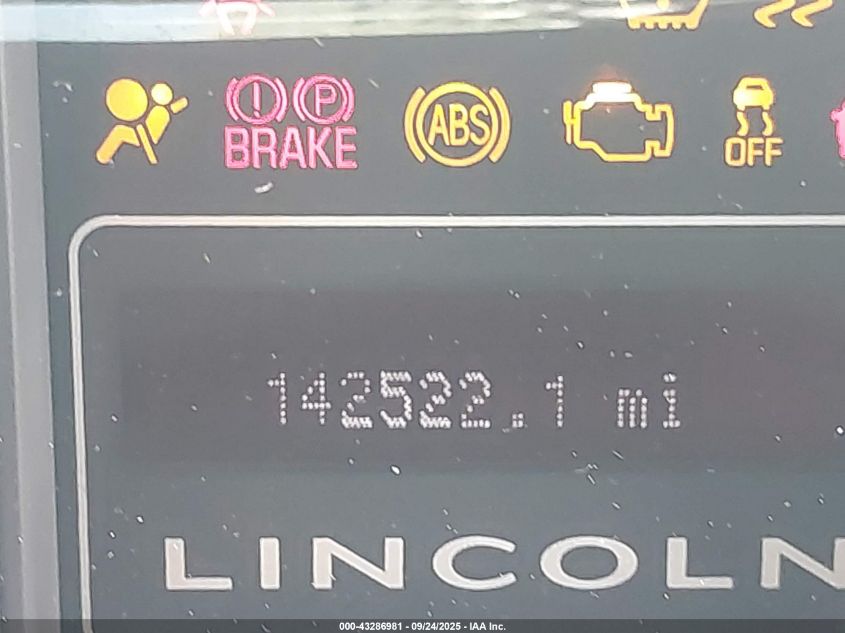 ! P
BRAKE
ABS
OFF
142522.1 mi
LINCOLN
000-43286981 - 09/24/2025 - IAA Inc.